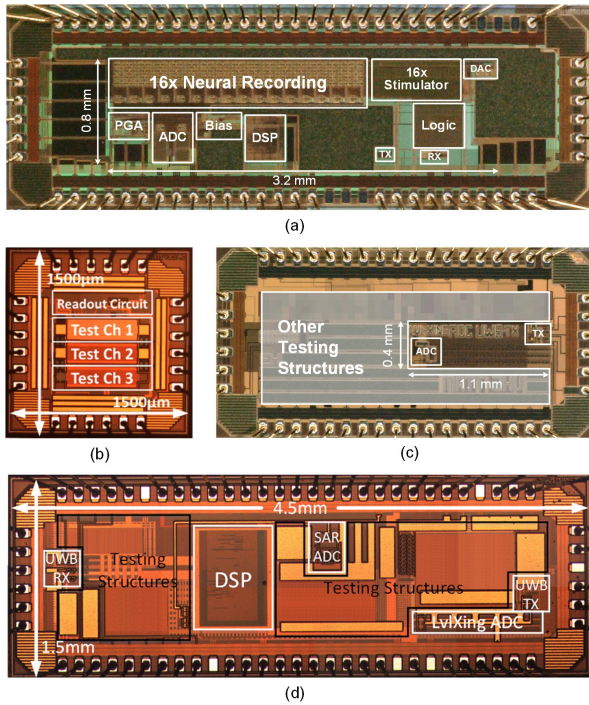 16x Neural Recording
16x
Stimulator
DAC
0.8 mm
PGA
ADC
Bias
DSP
Logic
TX
RX
3.2 mm
(a)
1500µm
Readout Circuit
Test Ch 1
Test Ch 2
Test Ch 3
1500µm
(b)
Other
Testing
Structures
0.4 mm
ADC
TX
1.1 mm
(c)
4.5mm
UWB
RX
Testing
Structures
DSP
SAR
ADC
Testing Structures
UWB
TX
LvlXing ADC
1.5mm
(d)